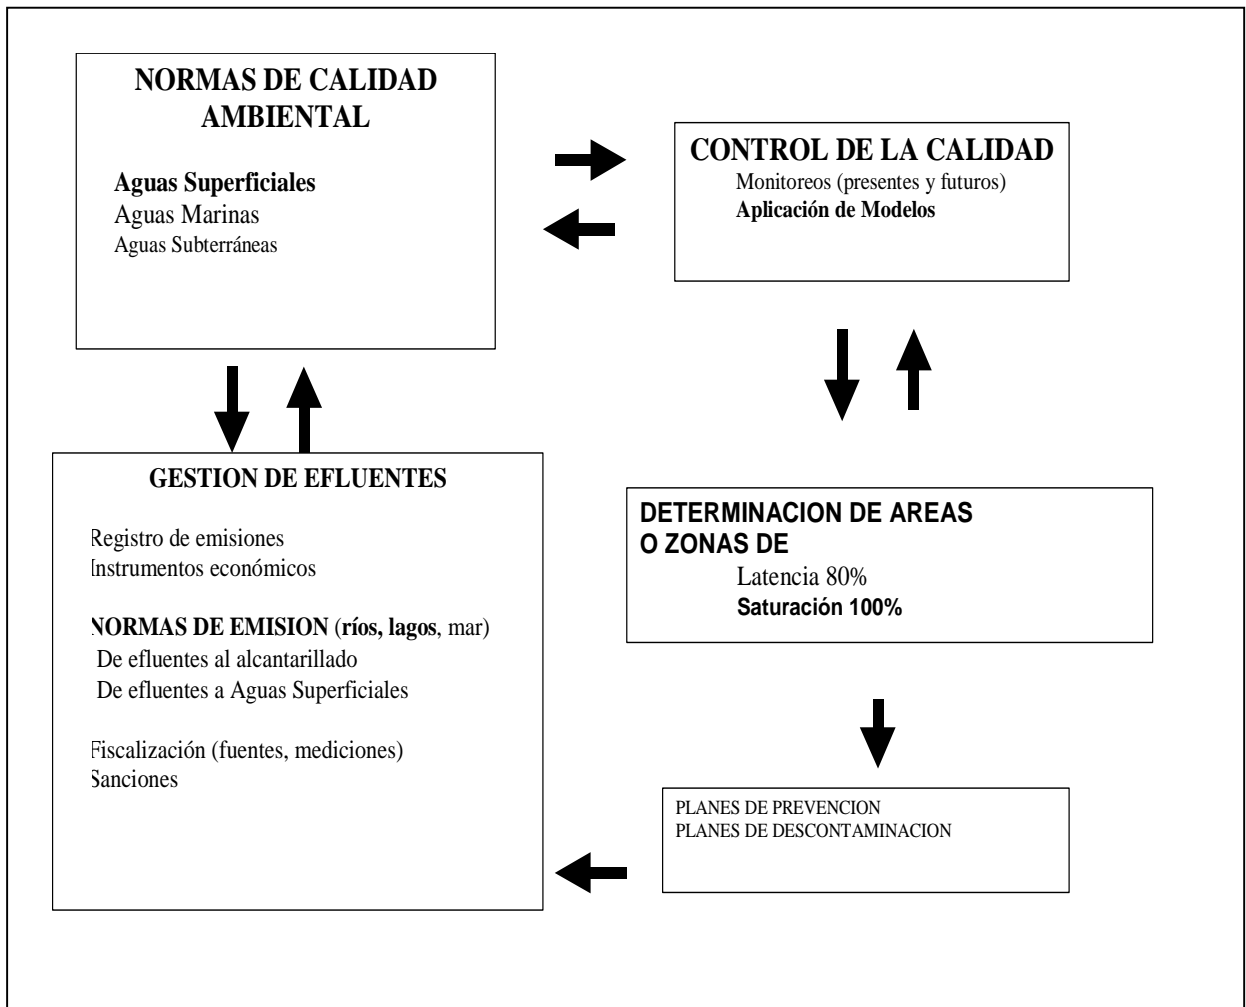 NORMAS DE CALIDAD
AMBIENTAL
Aguas Superficiales
Aguas Marinas
Aguas Subterráneas
CONTROL DE LA CALIDAD
Monitoreos (presentes y futuros)
Aplicación de Modelos
GESTION DE EFLUENTES
Registro de emisiones
Instrumentos económicos
NORMAS DE EMISION (ríos, lagos, mar)
De efluentes al alcantarillado
De efluentes a Aguas Superficiales
Fiscalización (fuentes, mediciones)
Sanciones
DETERMINACION DE AREAS
O ZONAS DE
Latencia 80%
Saturación 100%
PLANES DE PREVENCION
PLANES DE DESCONTAMINACION